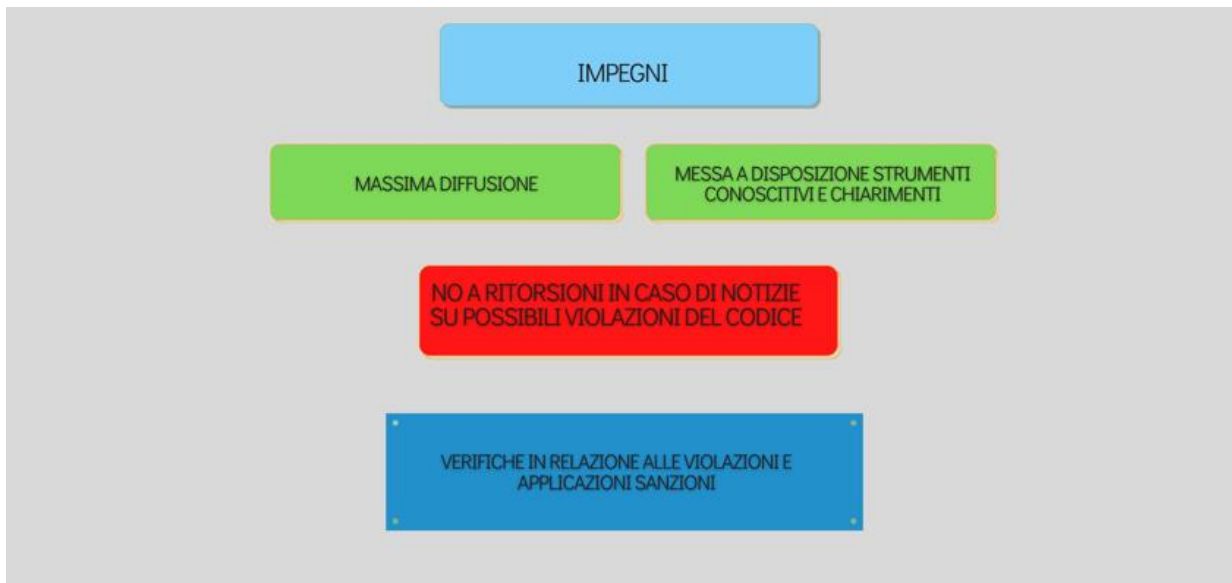 IMPEGNI
MASSIMA DIFFUSIONE
MESSA A DISPOSIZIONE STRUMENTI
CONOSCITIVI E CHIARIMENTI
NO A RITORSIONI IN CASO DI NOTIZIE
SU POSSIBILI VIOLAZIONI DEL CODICE
VERIFICHE IN RELAZIONE ALLE VIOLAZIONI E
APPLICAZIONI SANZIONI